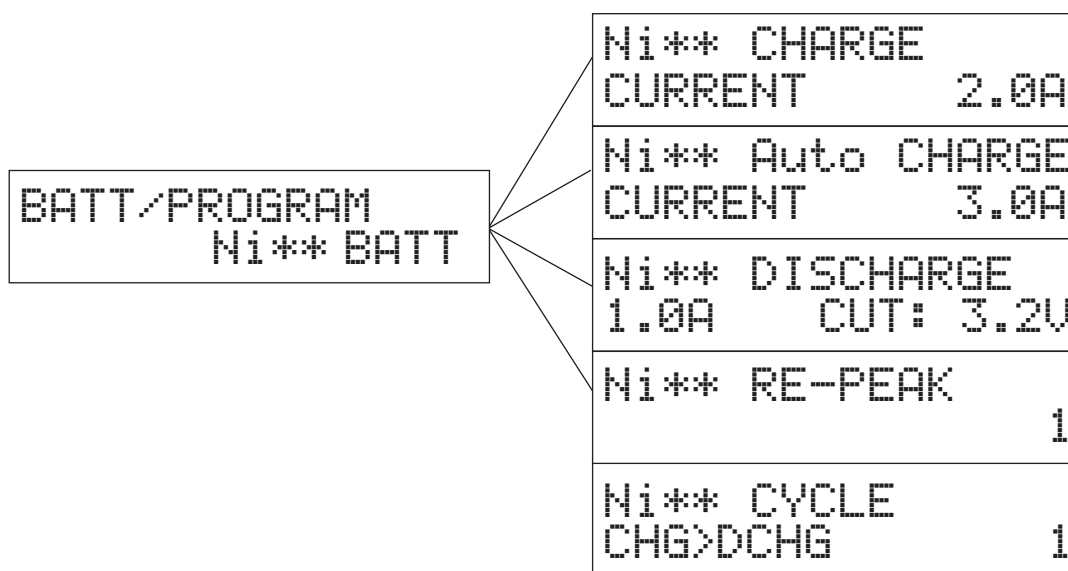 BATT/PROGRAM
Ni** BATT
Ni** CHARGE
CURRENT 2.0A
Ni** Auto CHARGE
CURRENT 3.0A
Ni** DISCHARGE
1.0A CUT: 3.2V
Ni** RE-PEAK
1
Ni** CYCLE
CHG>DCHG 1